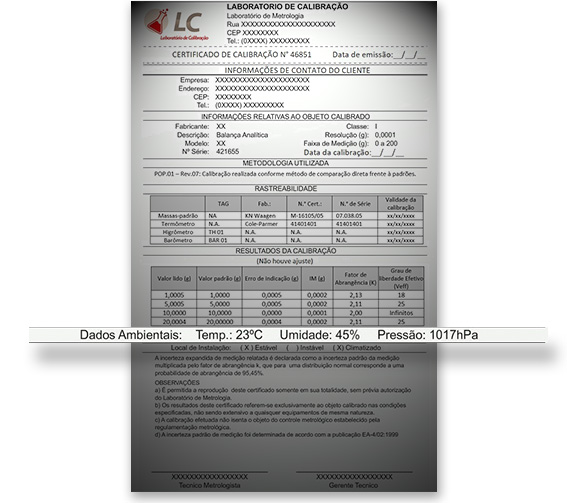 LC
Laboratório de Calibração
LABORATORIO DE CALIBRAÇÃO
Laboratório de Metrologia
Rua XXXXXXXXXXXXXXXXXXXXX
CEP XXXXXXXX
Tel.: (0XXXX) XXXXXXXXX
CERTIFICADO DE CALIBRAÇÃO N° 46851 Data de emissão:__/__/__
INFORMAÇÕES DE CONTATO DO CLIENTE
Empresa: XXXXXXXXXXXXXXXXXXXXX
Endereço: XXXXXXXXXXXXXXXXXXXXX
CEP: XXXXXXXX
Tel.: (0XXXX) XXXXXXXXX
INFORMAÇÕES RELATIVAS AO OBJETO CALIBRADO
Fabricante: XX Classe: I
Descrição: Balança Analítica Resolução (g): 0,0001
Modelo: XX Faixa de Medição (g): 0 a 200
Nº Série: 421655 Data da calibração:__/__/__
METODOLOGIA UTILIZADA
POP.01 – Rev.07: Calibração realizada conforme método de comparação direta frente à padrões.
RASTREABILIDADE
TAG Fab.: N.° Cert.: N.° de Série Validade da calibração
Massas-padrão NA KN Waagen M-16105/05 07.038.05 xx/xx/xxxx
Termômetro N.A. Cole-Parmer 41401401 41401401 xx/xx/xxxx
Higrômetro TH 01 N.A. N.A. N.A. xx/xx/xxxx
Barômetro BAR 01 N.A. N.A. N.A. xx/xx/xxxx
RESULTADOS DA CALIBRAÇÃO
(Não houve ajuste)
Valor lido (g) Valor padrão (g) Erro de Indicação (g) IM (g) Fator de Abrangência (K) Grau de liberdade Efetivo (Veff)
1,0005 1,0000 0,0005 0,0002 2,13 18
5,0005 5,0000 0,0005 0,0002 2,11 25
10,0000 10,0000 0,0000 0,0001 2,00 Infinitos
20,0004 20,0000 0,0004 0,0002 2,11 25
Dados Ambientais: Temp.: 23ºC Umidade: 45% Pressão: 1017hPa
Local de Instalação: ( X ) Estável ( ) Instável ( X ) Climatizado
A incerteza expandida de medição relatada é declarada como a incerteza padrão da medição
multiplicada pelo fator de abrangência k, que para uma distribuição normal corresponde a uma
probabilidade de abrangência de 95,45%.
OBSERVAÇÕES
a) É permitida a reprodução deste certificado somente em sua totalidade, sem prévia autorização
do Laboratório de Metrologia.
b) Os resultados deste certificado referem-se exclusivamente ao objeto calibrado nas condições
especificadas, não sendo extensivo a quaisquer equipamentos de mesma natureza.
c) A calibração efetuada não isenta o objeto do controle metrológico estabelecido pela
regulamentação metrológica.
d) A incerteza padrão de medição foi determinada de acordo com a publicação EA-4/02:1999
XXXXXXXXXXXXXXXXX XXXXXXXXXXXXXXXXX
Tecnico Metrologista Gerente Tecnico